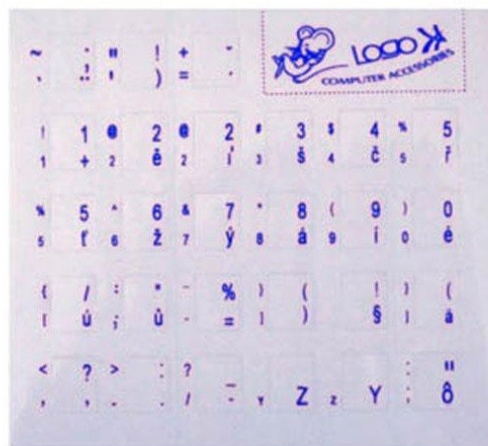 LOGO K
COMPUTER ACCESSORIES
~ " ! + ˇ
` ; ' ) = ´
! 1 @ 2 @ 2 # 3 $ 4 % 5
1 + 2 ě 2 ľ 3 š 4 č 5 ř
% 5 ^ 6 & 7 * 8 ( 9 ) 0
5 ť 6 ž 7 ý 8 á 9 í 0 é
{ / : " _ % } ( ! } (
[ ú ; ů - = ] ) § ] ä
< ? > : ? _ : "
, , . . / - Y Z Z Y ; ô